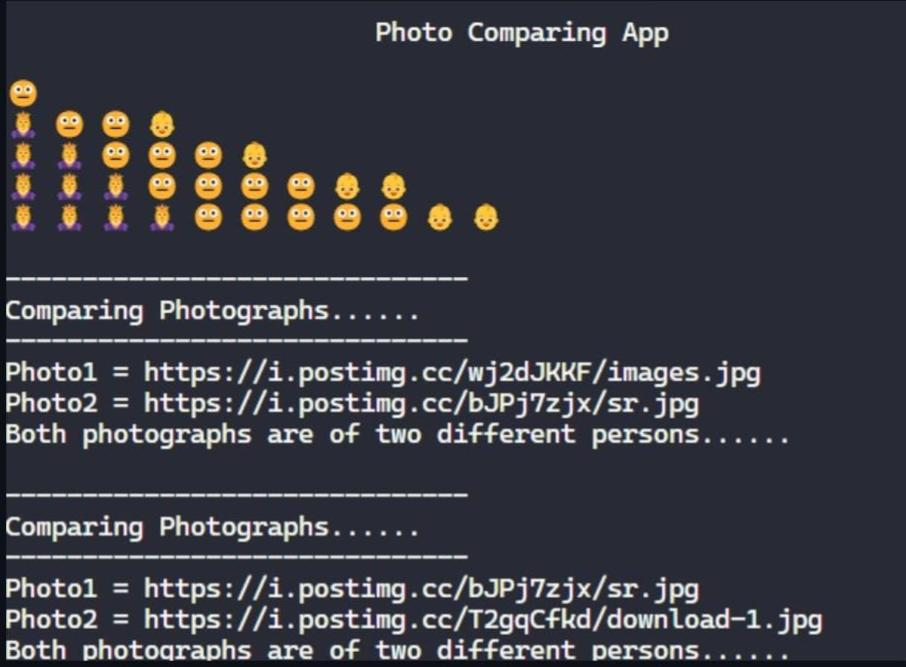 Photo Comparing App
------------------------------
Comparing Photographs......
------------------------------
Photo1 = https://i.postimg.cc/wj2dJKKF/images.jpg
Photo2 = https://i.postimg.cc/bJPj7zjx/sr.jpg
Both photographs are of two different persons......
------------------------------
Comparing Photographs......
------------------------------
Photo1 = https://i.postimg.cc/bJPj7zjx/sr.jpg
Photo2 = https://i.postimg.cc/T2gqCfkd/download-1.jpg
Both photographs are of two different persons......